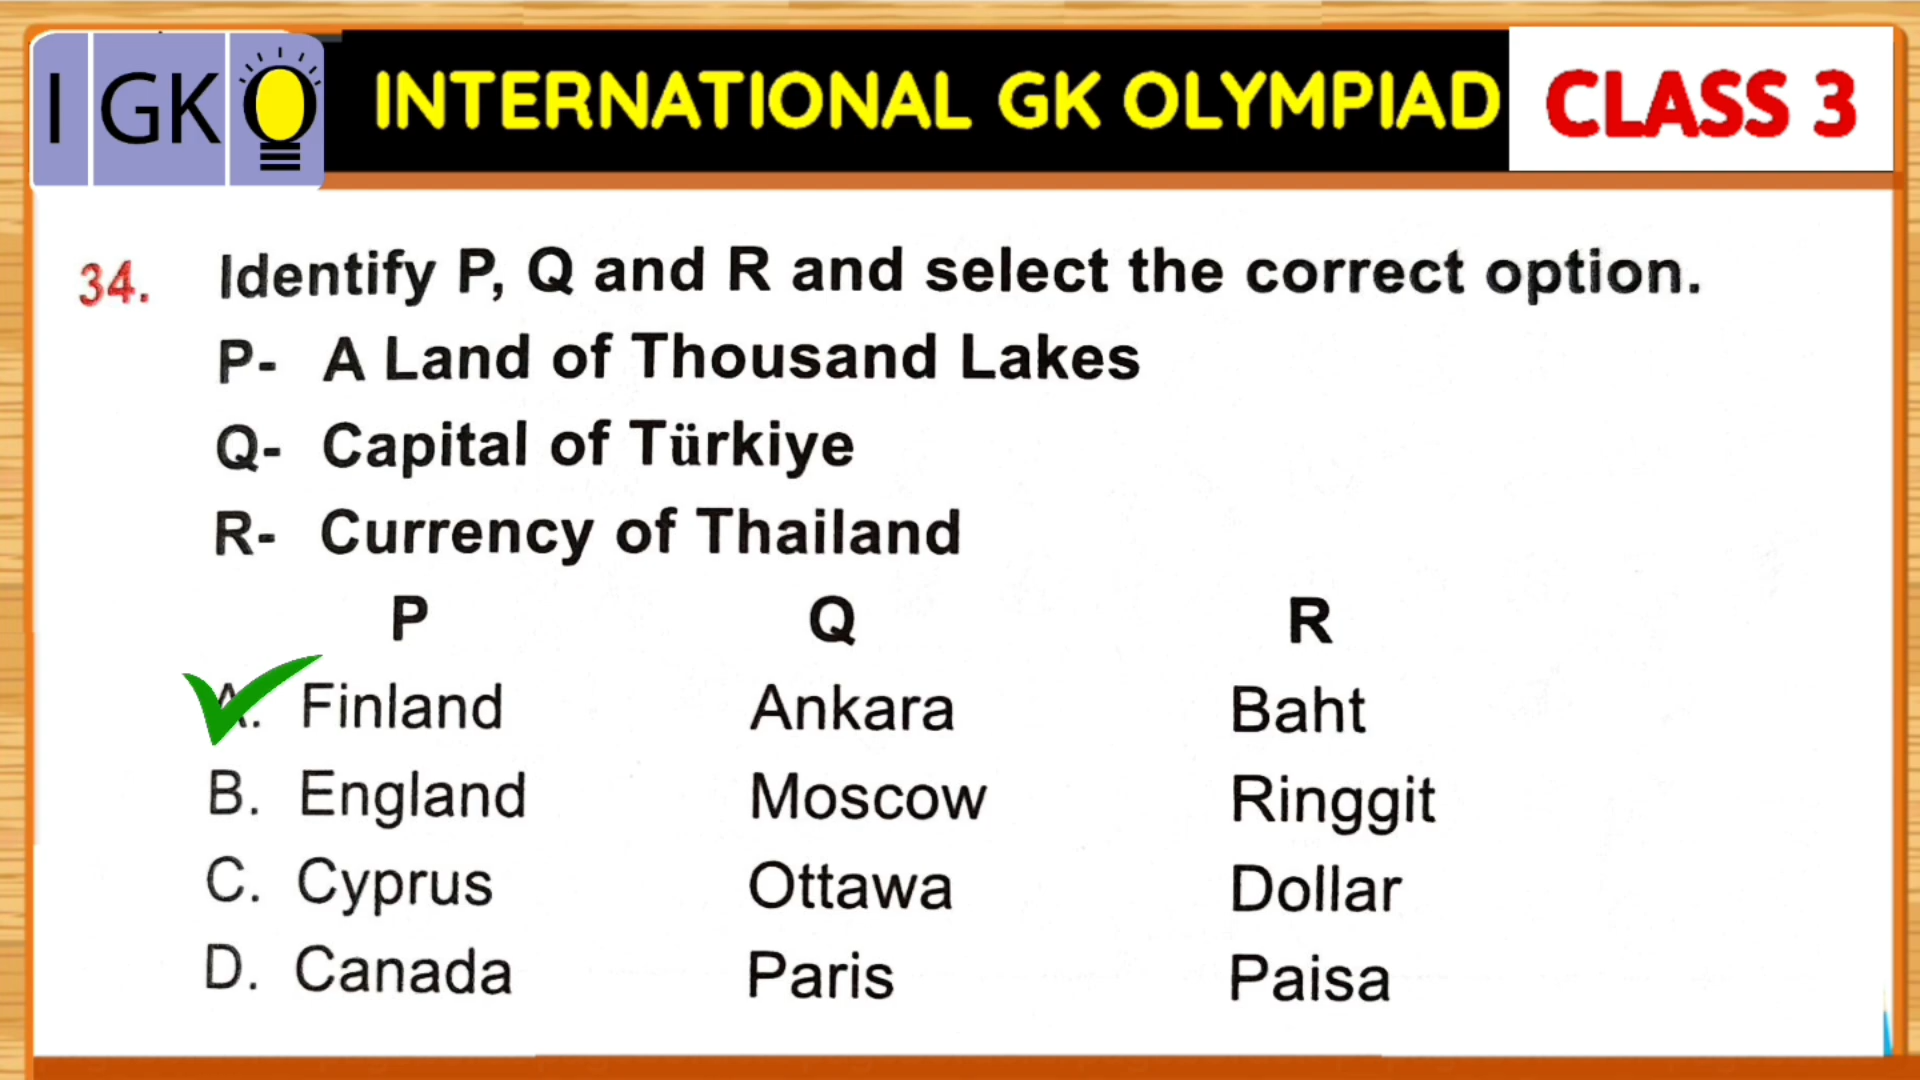 I GK INTERNATIONAL GK OLYMPIAD CLASS 3
34. Identify P, Q and R and select the correct option.
P- A Land of Thousand Lakes
Q- Capital of Türkiye
R- Currency of Thailand
P Q R
A. Finland Ankara Baht
B. England Moscow Ringgit
C. Cyprus Ottawa Dollar
D. Canada Paris Paisa